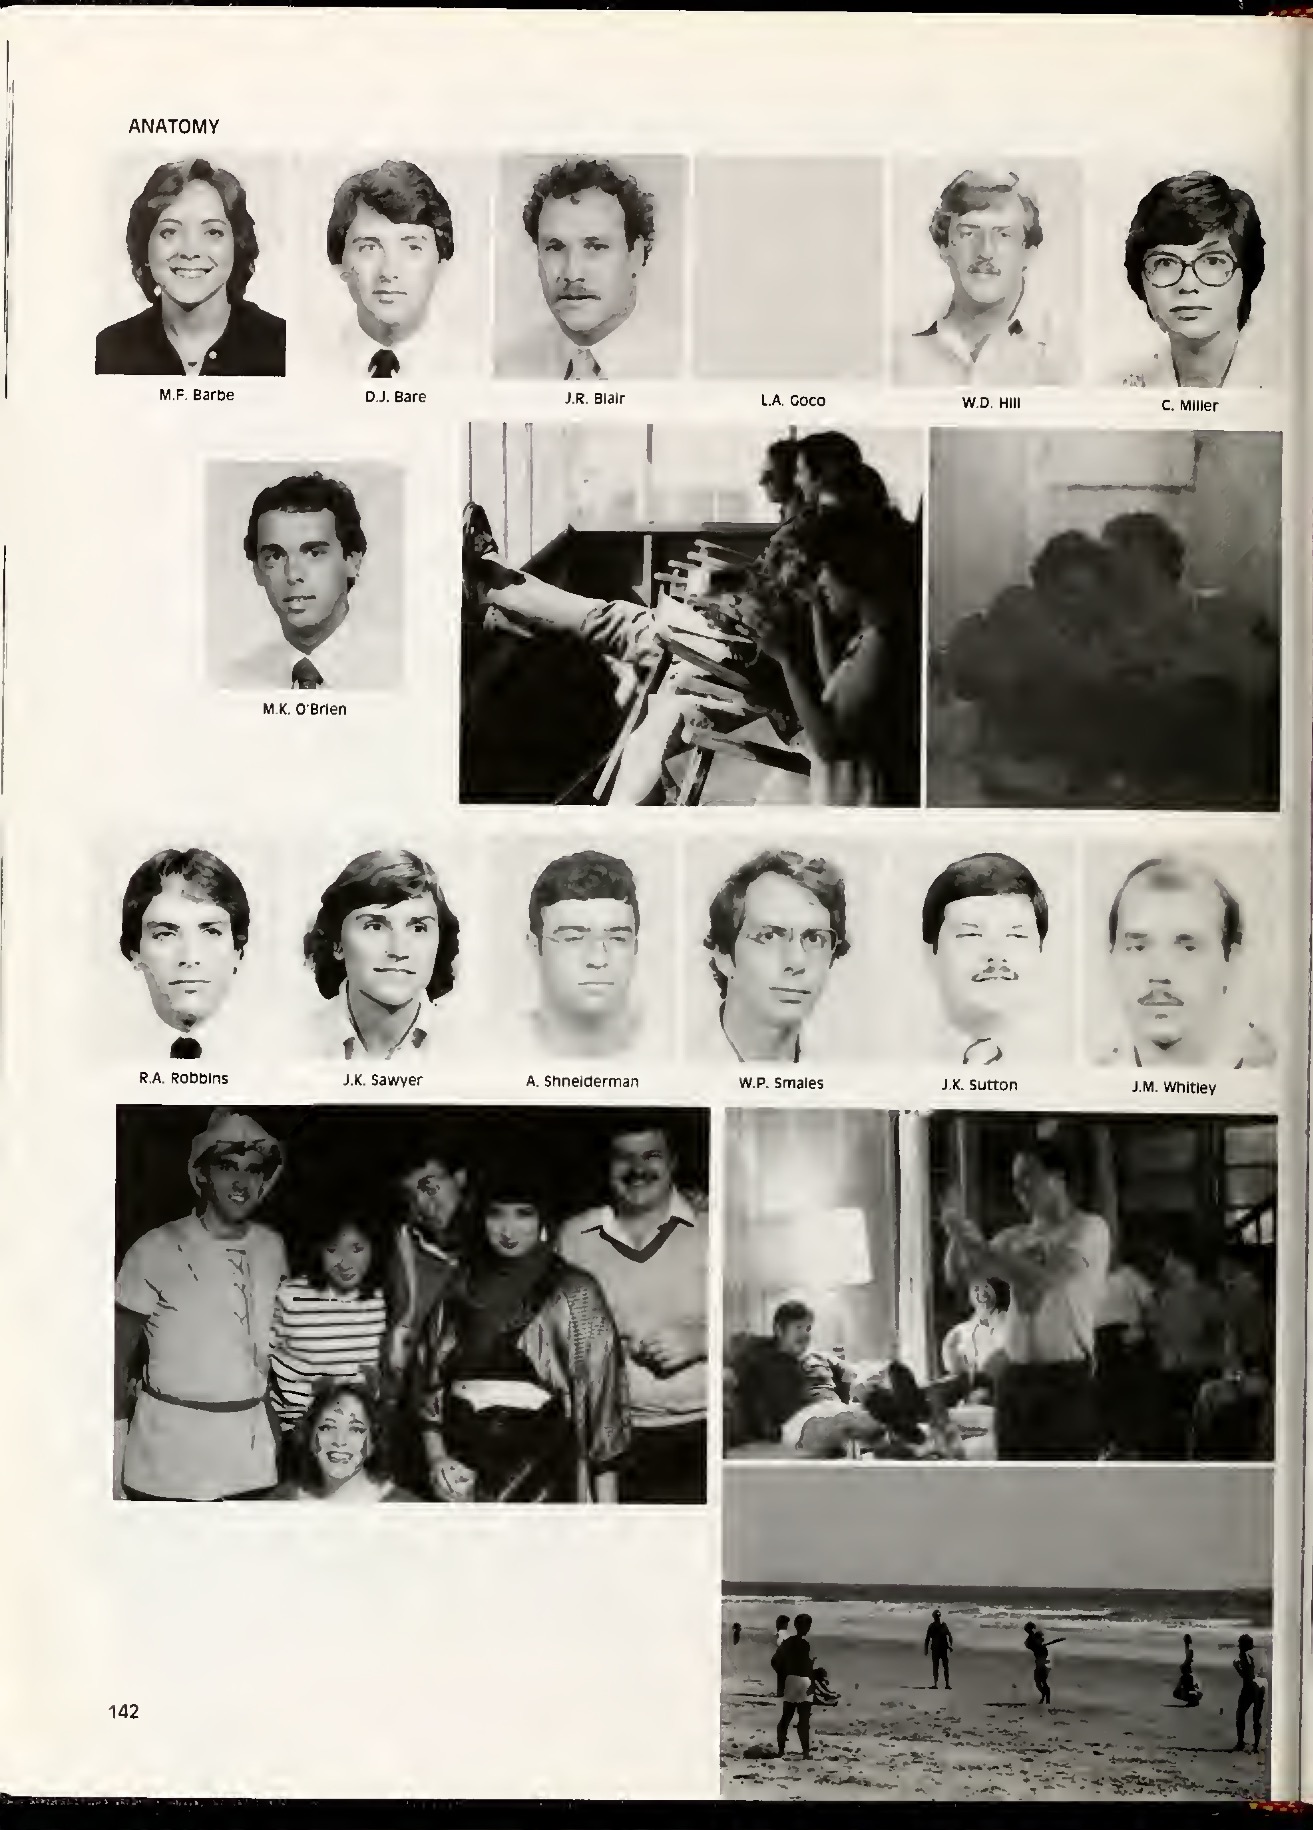 ANATOMY
M.F. Barbe
D.J. Bare
J.R. Blair
L.A. Goco
W.D. Hill
C. Miller
M.K. O'Brien
R.A. Robbins
J.K. Sawyer
A. Shneiderman
W.P. Smales
J.K. Sutton
J.M. Whitley
142